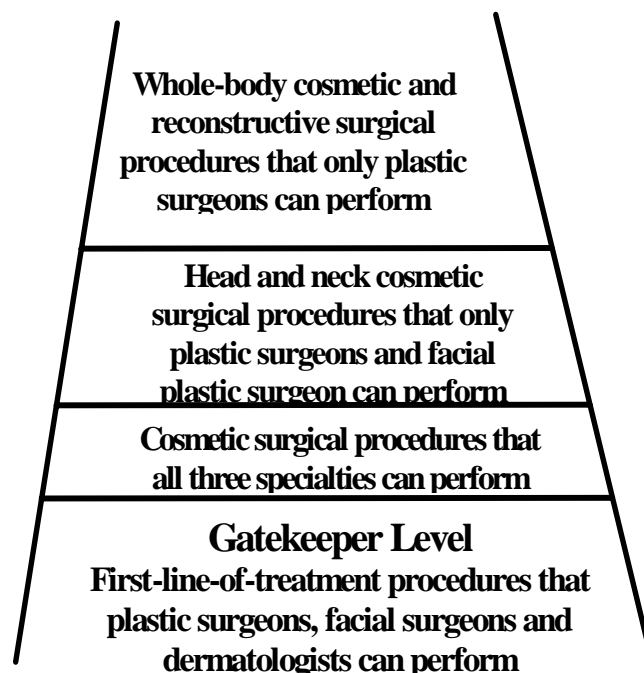 Whole-body cosmetic and
reconstructive surgical
procedures that only plastic
surgeons can perform
Head and neck cosmetic
surgical procedures that only
plastic surgeons and facial
plastic surgeon can perform
Cosmetic surgical procedures that
all three specialties can perform
Gatekeeper Level
First-line-of-treatment procedures that
plastic surgeons, facial surgeons and
dermatologists can perform